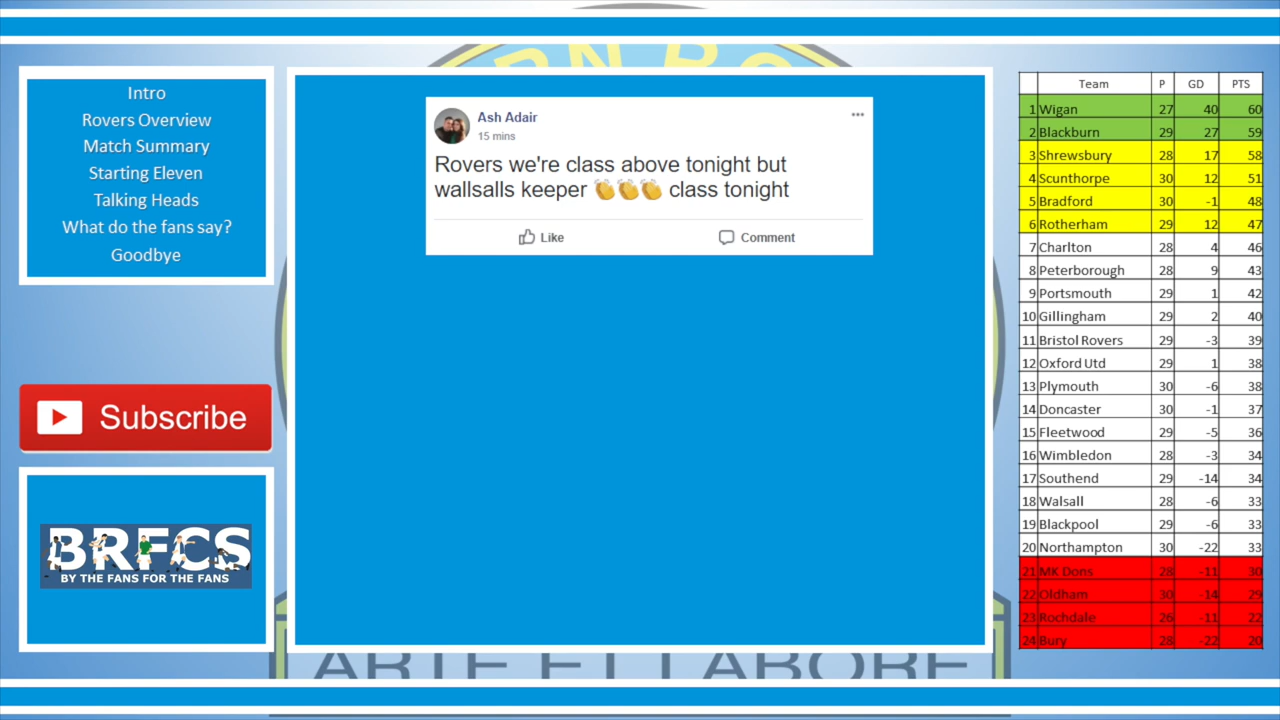 RN RO
Intro
Rovers Overview
Match Summary
Starting Eleven
Talking Heads
What do the fans say?
Goodbye
Subscribe
BRFCS
BY THE FANS FOR THE FANS
Ash Adair
15 mins
Rovers we're class above tonight but
wallsalls keeper 👏👏👏 class tonight
Like Comment
Team P GD PTS
1 Wigan 27 40 60
2 Blackburn 29 27 59
3 Shrewsbury 28 17 58
4 Scunthorpe 30 12 51
5 Bradford 30 -1 48
6 Rotherham 29 12 47
7 Charlton 28 4 46
8 Peterborough 28 9 43
9 Portsmouth 29 1 42
10 Gillingham 29 2 40
11 Bristol Rovers 29 -3 39
12 Oxford Utd 29 1 38
13 Plymouth 30 -6 38
14 Doncaster 30 -1 37
15 Fleetwood 29 -5 36
16 Wimbledon 28 -3 34
17 Southend 29 -14 34
18 Walsall 28 -6 33
19 Blackpool 29 -6 33
20 Northampton 30 -22 33
21 MK Dons 28 -11 30
22 Oldham 30 -14 29
23 Rochdale 26 -11 22
24 Bury 28 -22 20
ARTE ET LABORE